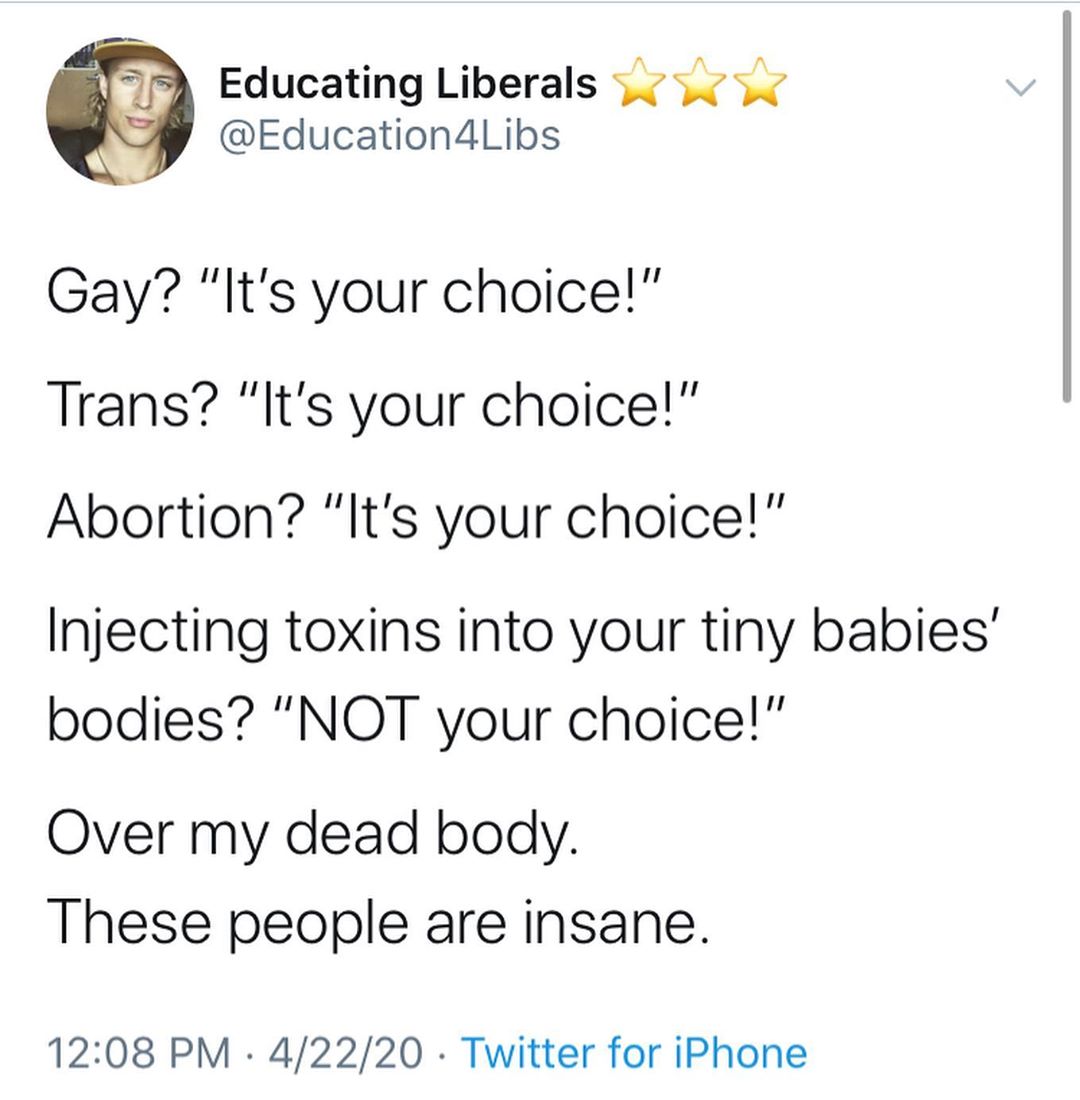 Educating Liberals ⭐⭐⭐
@Education4Libs
Gay? “It’s your choice!”
Trans? “It’s your choice!”
Abortion? “It’s your choice!”
Injecting toxins into your tiny babies’
bodies? “NOT your choice!”
Over my dead body.
These people are insane.
12:08 PM · 4/22/20 · Twitter for iPhone